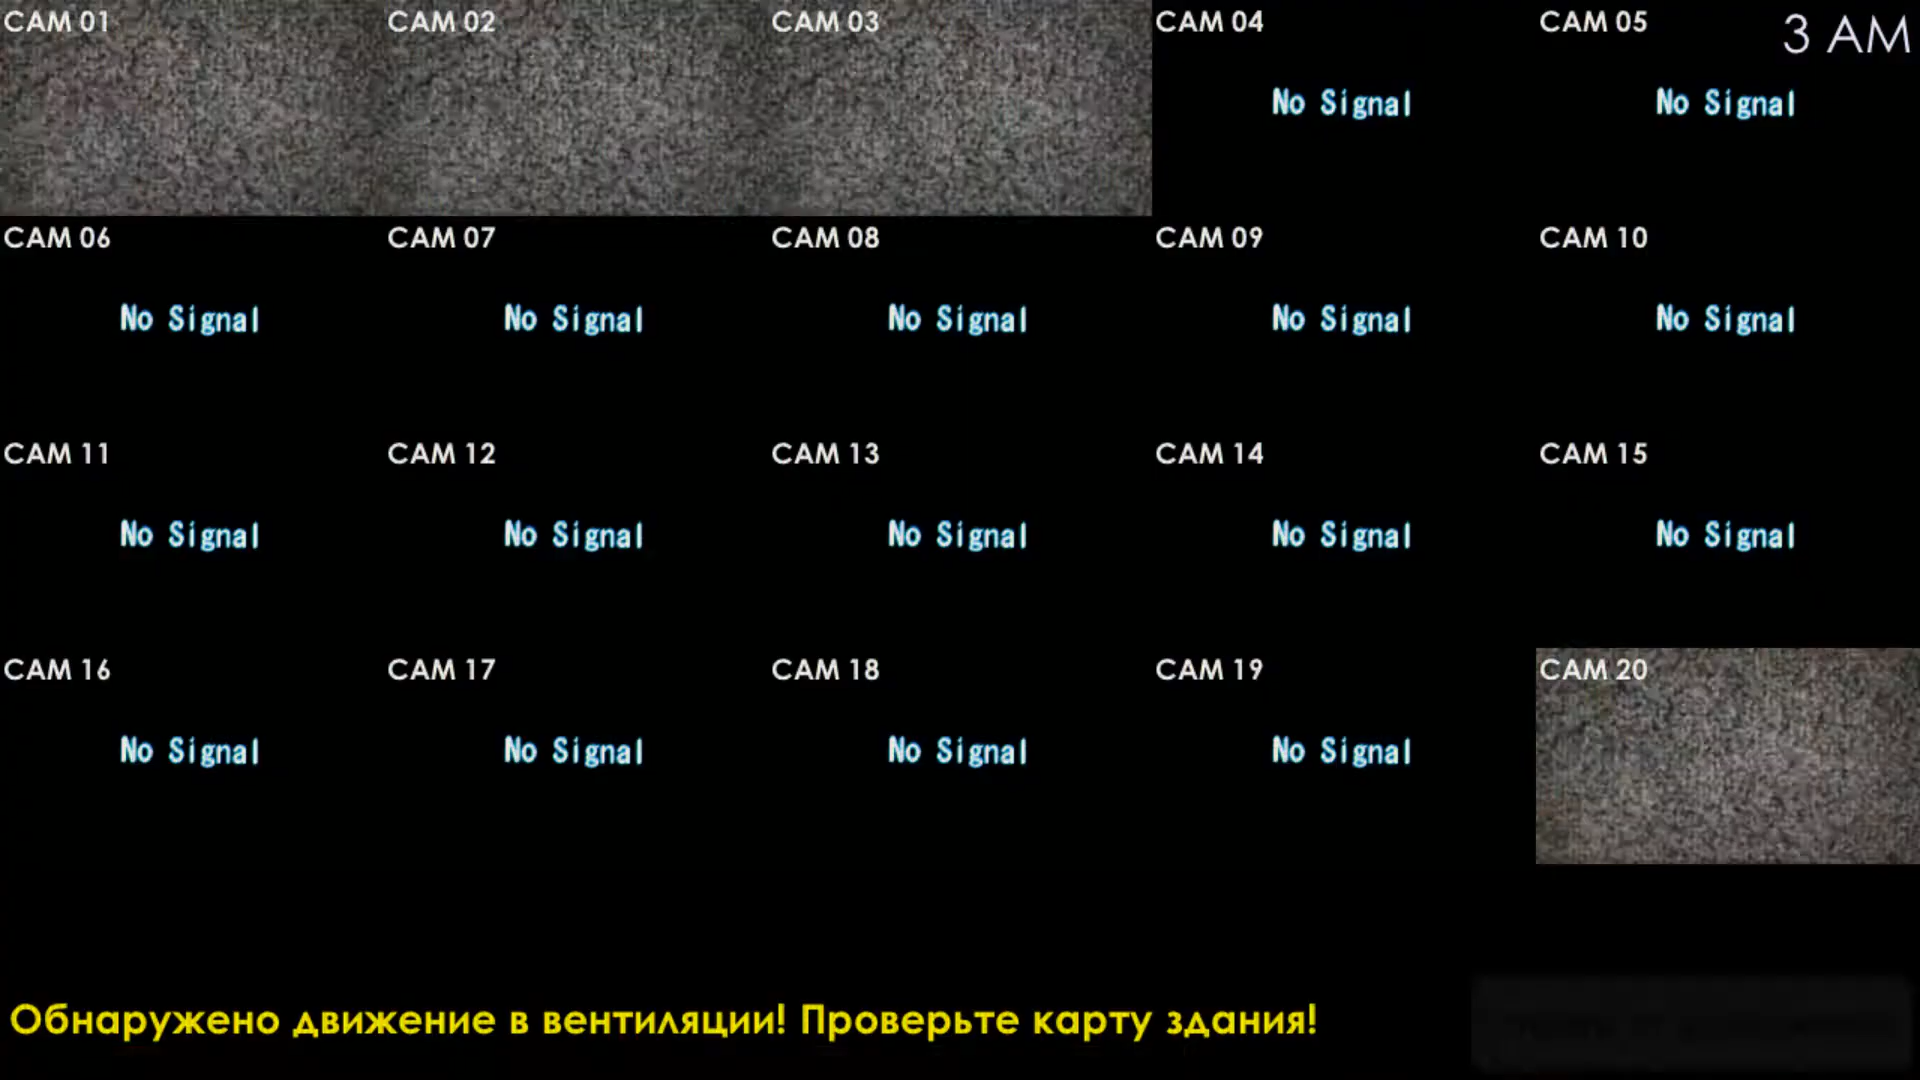 CAM 01 CAM 02 CAM 03 CAM 04 CAM 05 3 AM
No Signal No Signal
CAM 06 CAM 07 CAM 08 CAM 09 CAM 10
No Signal No Signal No Signal No Signal No Signal
CAM 11 CAM 12 CAM 13 CAM 14 CAM 15
No Signal No Signal No Signal No Signal No Signal
CAM 16 CAM 17 CAM 18 CAM 19 CAM 20
No Signal No Signal No Signal No Signal
Обнаружено движение в вентиляции! Проверьте карту здания!